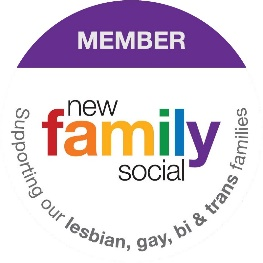 MEMBER
new
family
social
Supporting our lesbian, gay, bi & trans families